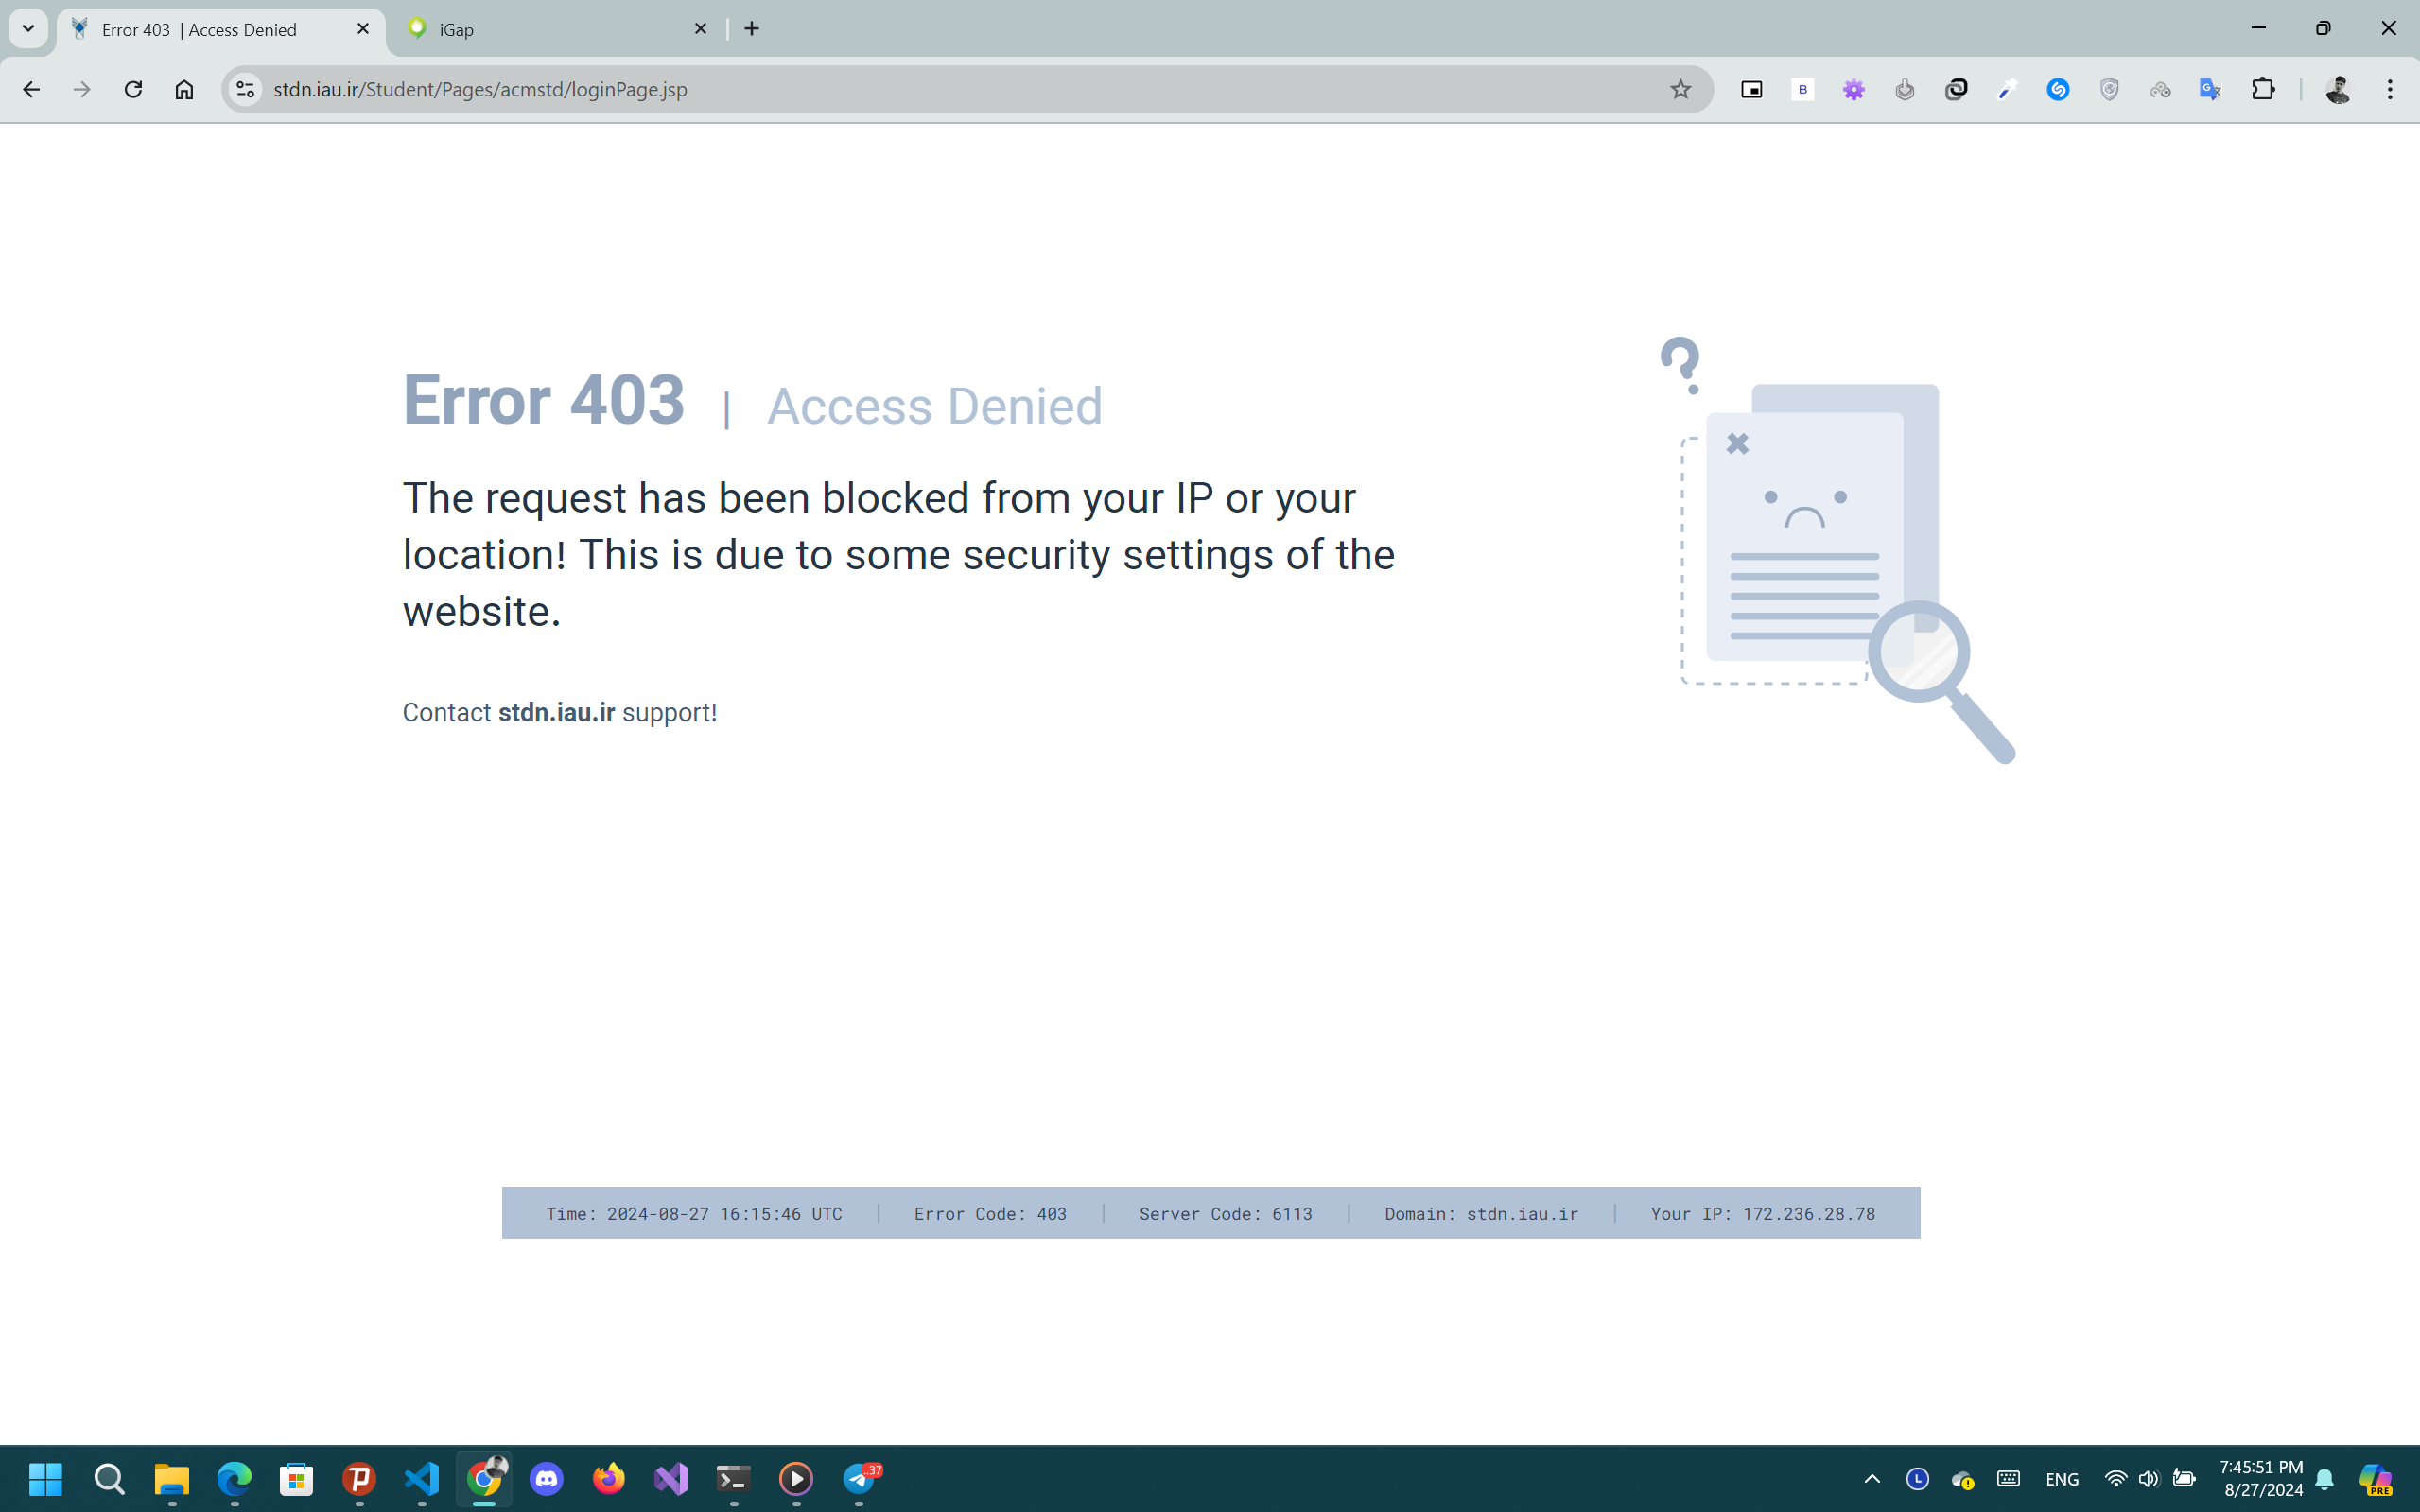 Error 403 | Access Denied
iGap
stdn.iau.ir/Student/Pages/acmstd/loginPage.jsp
B
Error 403 | Access Denied
The request has been blocked from your IP or your
location! This is due to some security settings of the
website.
Contact stdn.iau.ir support!
Time: 2024-08-27 16:15:46 UTC | Error Code: 403 | Server Code: 6113 | Domain: stdn.iau.ir | Your IP: 172.236.28.78
37
L
ENG
7:45:51 PM
8/27/2024
PRE